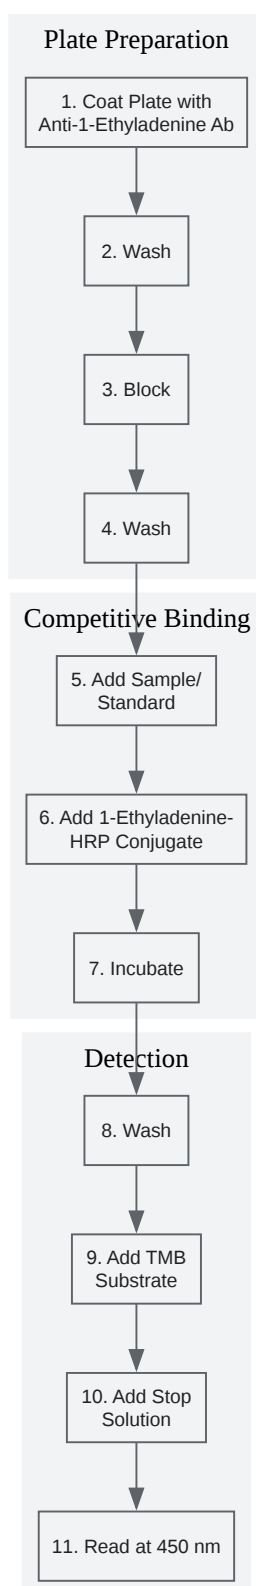 Plate Preparation
1. Coat Plate with
Anti-1-Ethyladenine Ab
2. Wash
3. Block
4. Wash
Competitive Binding
5. Add Sample/
Standard
6. Add 1-Ethyladenine-
HRP Conjugate
7. Incubate
Detection
8. Wash
9. Add TMB
Substrate
10. Add Stop
Solution
11. Read at 450 nm